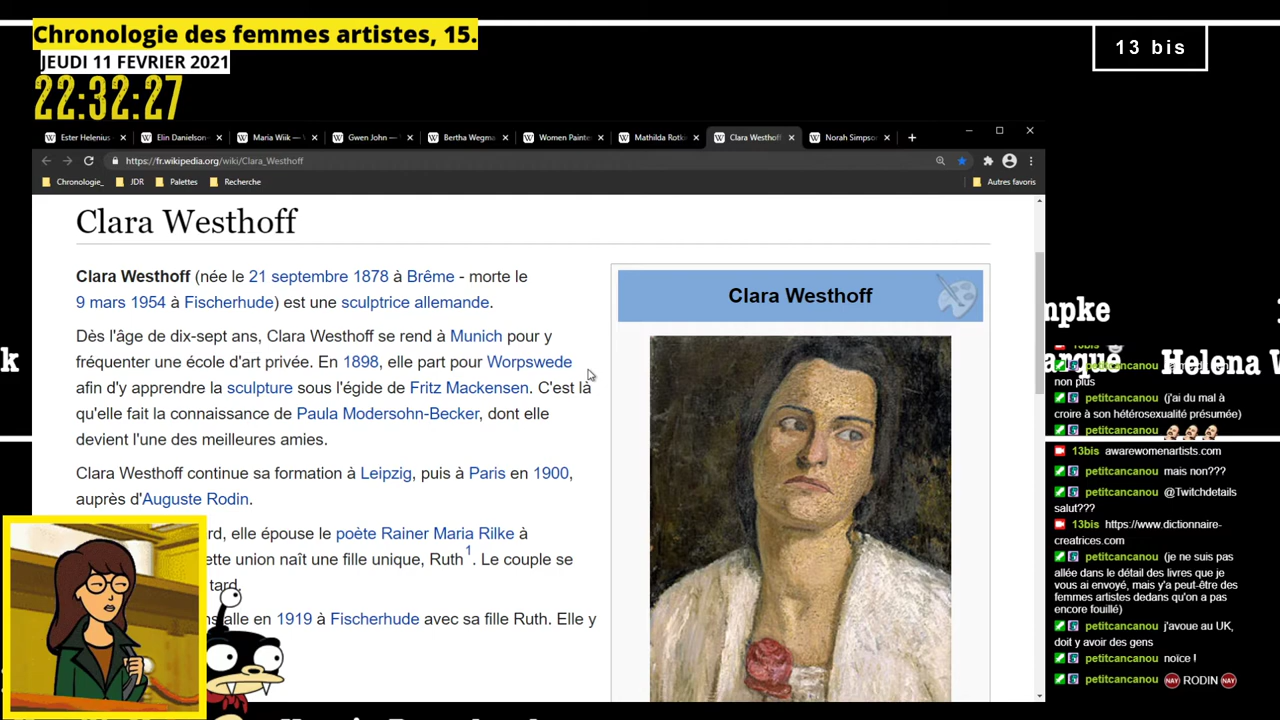 Chronologie des femmes artistes, 15.
JEUDI 11 FEVRIER 2021
22:32:27
13 bis
Ester Helenius
Elin Danielson
Maria Wiik —
Gwen John —
Bertha Wegma
Women Painte
Mathilda Rotk
Clara Westhoff
Norah Simpso
https://fr.wikipedia.org/wiki/Clara_Westhoff
Chronologie_
JDR
Palettes
Recherche
Autres favoris
Clara Westhoff
Clara Westhoff (née le 21 septembre 1878 à Brême - morte le
9 mars 1954 à Fischerhude) est une sculptrice allemande.
Dès l'âge de dix-sept ans, Clara Westhoff se rend à Munich pour y
fréquenter une école d'art privée. En 1898, elle part pour Worpswede
afin d'y apprendre la sculpture sous l'égide de Fritz Mackensen. C'est là
qu'elle fait la connaissance de Paula Modersohn-Becker, dont elle
devient l'une des meilleures amies.
Clara Westhoff continue sa formation à Leipzig, puis à Paris en 1900,
auprès d'Auguste Rodin.
rd, elle épouse le poète Rainer Maria Rilke à
ette union naît une fille unique, Ruth1. Le couple se
tard.
alle en 1919 à Fischerhude avec sa fille Ruth. Elle y
Clara Westhoff
k
mpke
arque
Helena W
13bis
petitcancanou
non plus
petitcancanou (j'ai du mal à
croire à son hétérosexualité présumée)
petitcancanou
13bis awarewomenartists.com
petitcancanou mais non???
petitcancanou @Twitchdetails
salut???
13bis https://www.dictionnaire-
creatrices.com
petitcancanou (je ne suis pas
allée dans le détail des livres que je
vous ai envoyé, mais y'a peut-être des
femmes artistes dedans qu'on a pas
encore fouillé)
petitcancanou j'avoue au UK,
doit y avoir des gens
petitcancanou noïce !
petitcancanou NAY RODIN NAY